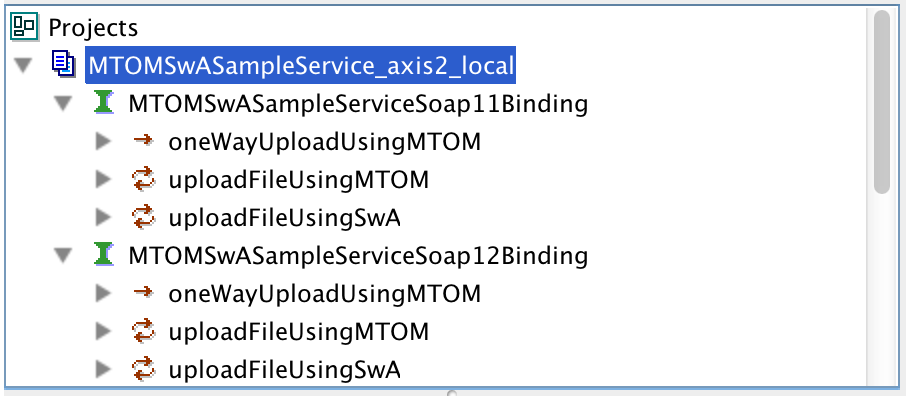 Projects
MTOMSwASampleService_axis2_local
MTOMSwASampleServiceSoap11Binding
oneWayUploadUsingMTOM
uploadFileUsingMTOM
uploadFileUsingSwA
MTOMSwASampleServiceSoap12Binding
oneWayUploadUsingMTOM
uploadFileUsingMTOM
uploadFileUsingSwA